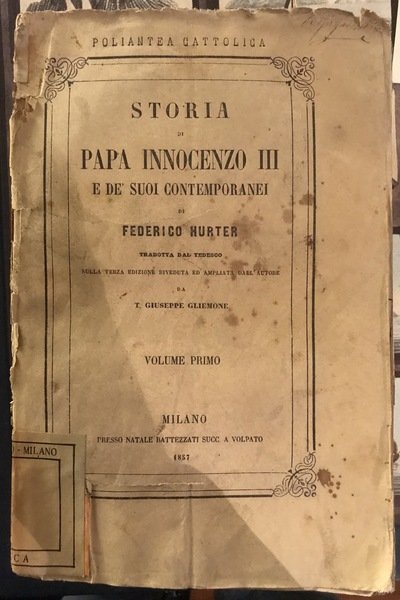 POLIANTEA CATTOLICA
STORIA
DI
PAPA INNOCENZO III
E DE' SUOI CONTEMPORANEI
DI
FEDERICO HURTER
TRADOTTA DAL TEDESCO
SULLA TERZA EDIZIONE RIVEDUTA ED AMPLIATA DALL'AUTORE
DA
T. GIUSEPPE GLIEMONE
VOLUME PRIMO
MILANO
PRESSO NATALE BATTEZZATI SUCC. A VOLPATO
1857
- MILANO
CA